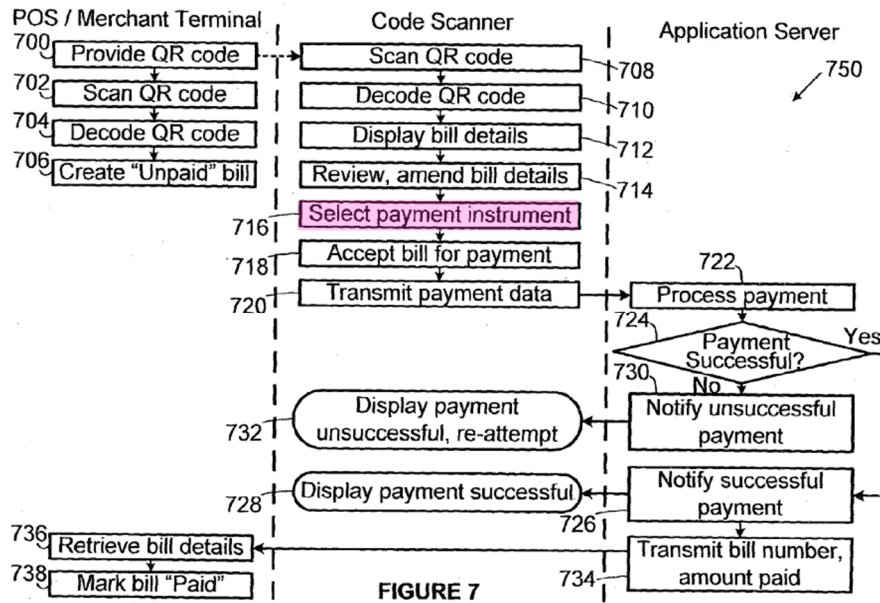 POS / Merchant Terminal
Code Scanner
Application Server
700
Provide QR code
Scan QR code
708
750
702
Scan QR code
Decode QR code
710
704
Decode QR code
Display bill details
712
706
Create “Unpaid” bill
Review, amend bill details
714
716
Select payment instrument
718
Accept bill for payment
722
720
Transmit payment data
Process payment
724
Payment
Successful?
Yes
730
No
Display payment
unsuccessful, re-attempt
732
Notify unsuccessful
payment
Display payment successful
728
Notify successful
payment
726
736
Retrieve bill details
Transmit bill number,
amount paid
734
738
Mark bill “Paid”
FIGURE 7